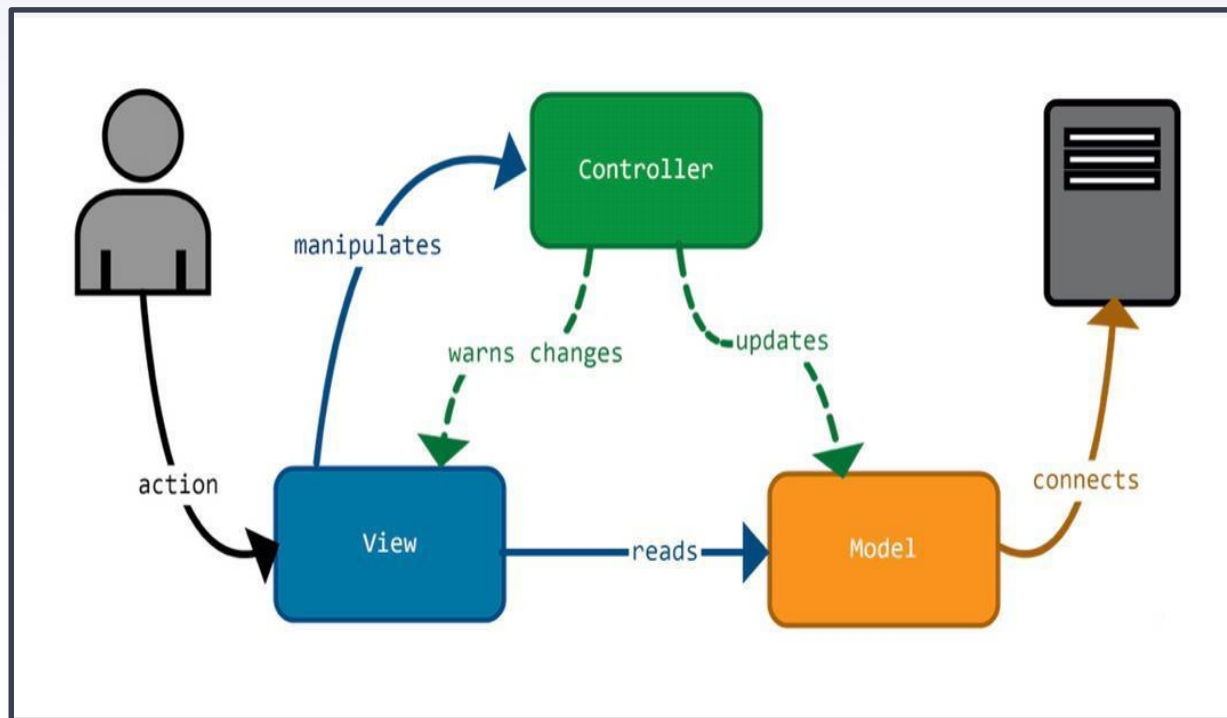 Controller
manipulates
warns changes
updates
action
connects
View
reads
Model